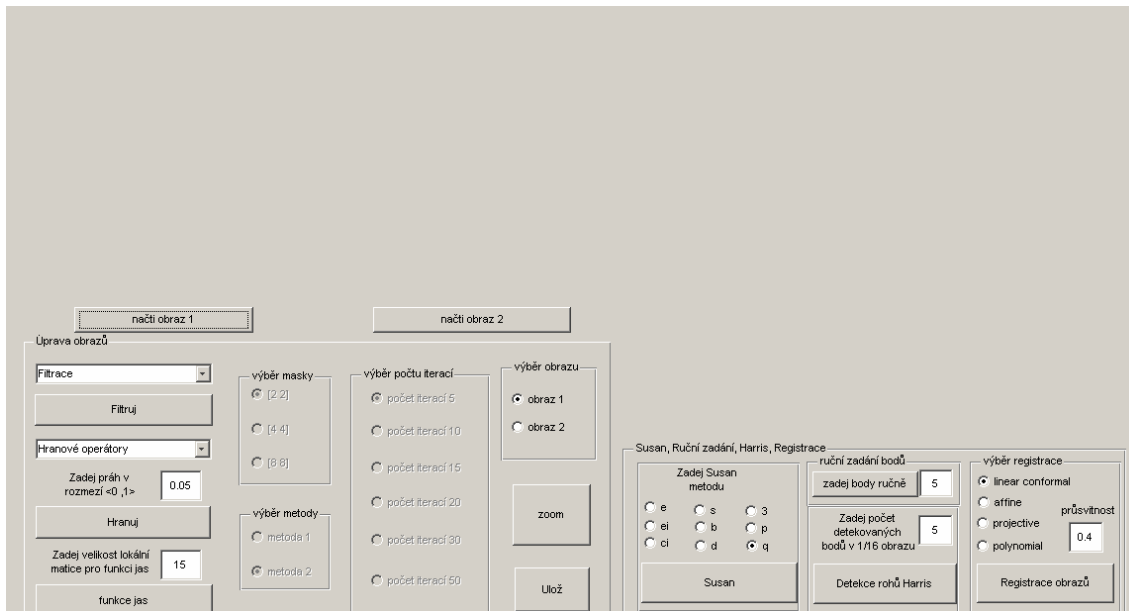 načti obraz 1
načti obraz 2
Úprava obrazů
Filtrace
Filtruj
Hranové operátory
Zadej práh v
rozmezí <0 ,1>
0.05
Hranuj
Zadej velikost lokální
matice pro funkci jas
15
funkce jas
výběr masky
[2 2]
[4 4]
[8 8]
výběr metody
metoda 1
metoda 2
výběr počtu iterací
počet iterací 5
počet iterací 10
počet iterací 15
počet iterací 20
počet iterací 30
počet iterací 50
výběr obrazu
obraz 1
obraz 2
zoom
Ulož
Susan, Ruční zadání, Harris, Registrace
Zadej Susan
metodu
e
s
3
ei
b
p
ci
d
q
Susan
ruční zadání bodů
zadej body ručně
5
Zadej počet
detekovaných
bodů v 1/16 obrazu
5
Detekce rohů Harris
výběr registrace
linear conformal
affine
projective
polynomial
průsvitnost
0.4
Registrace obrazů